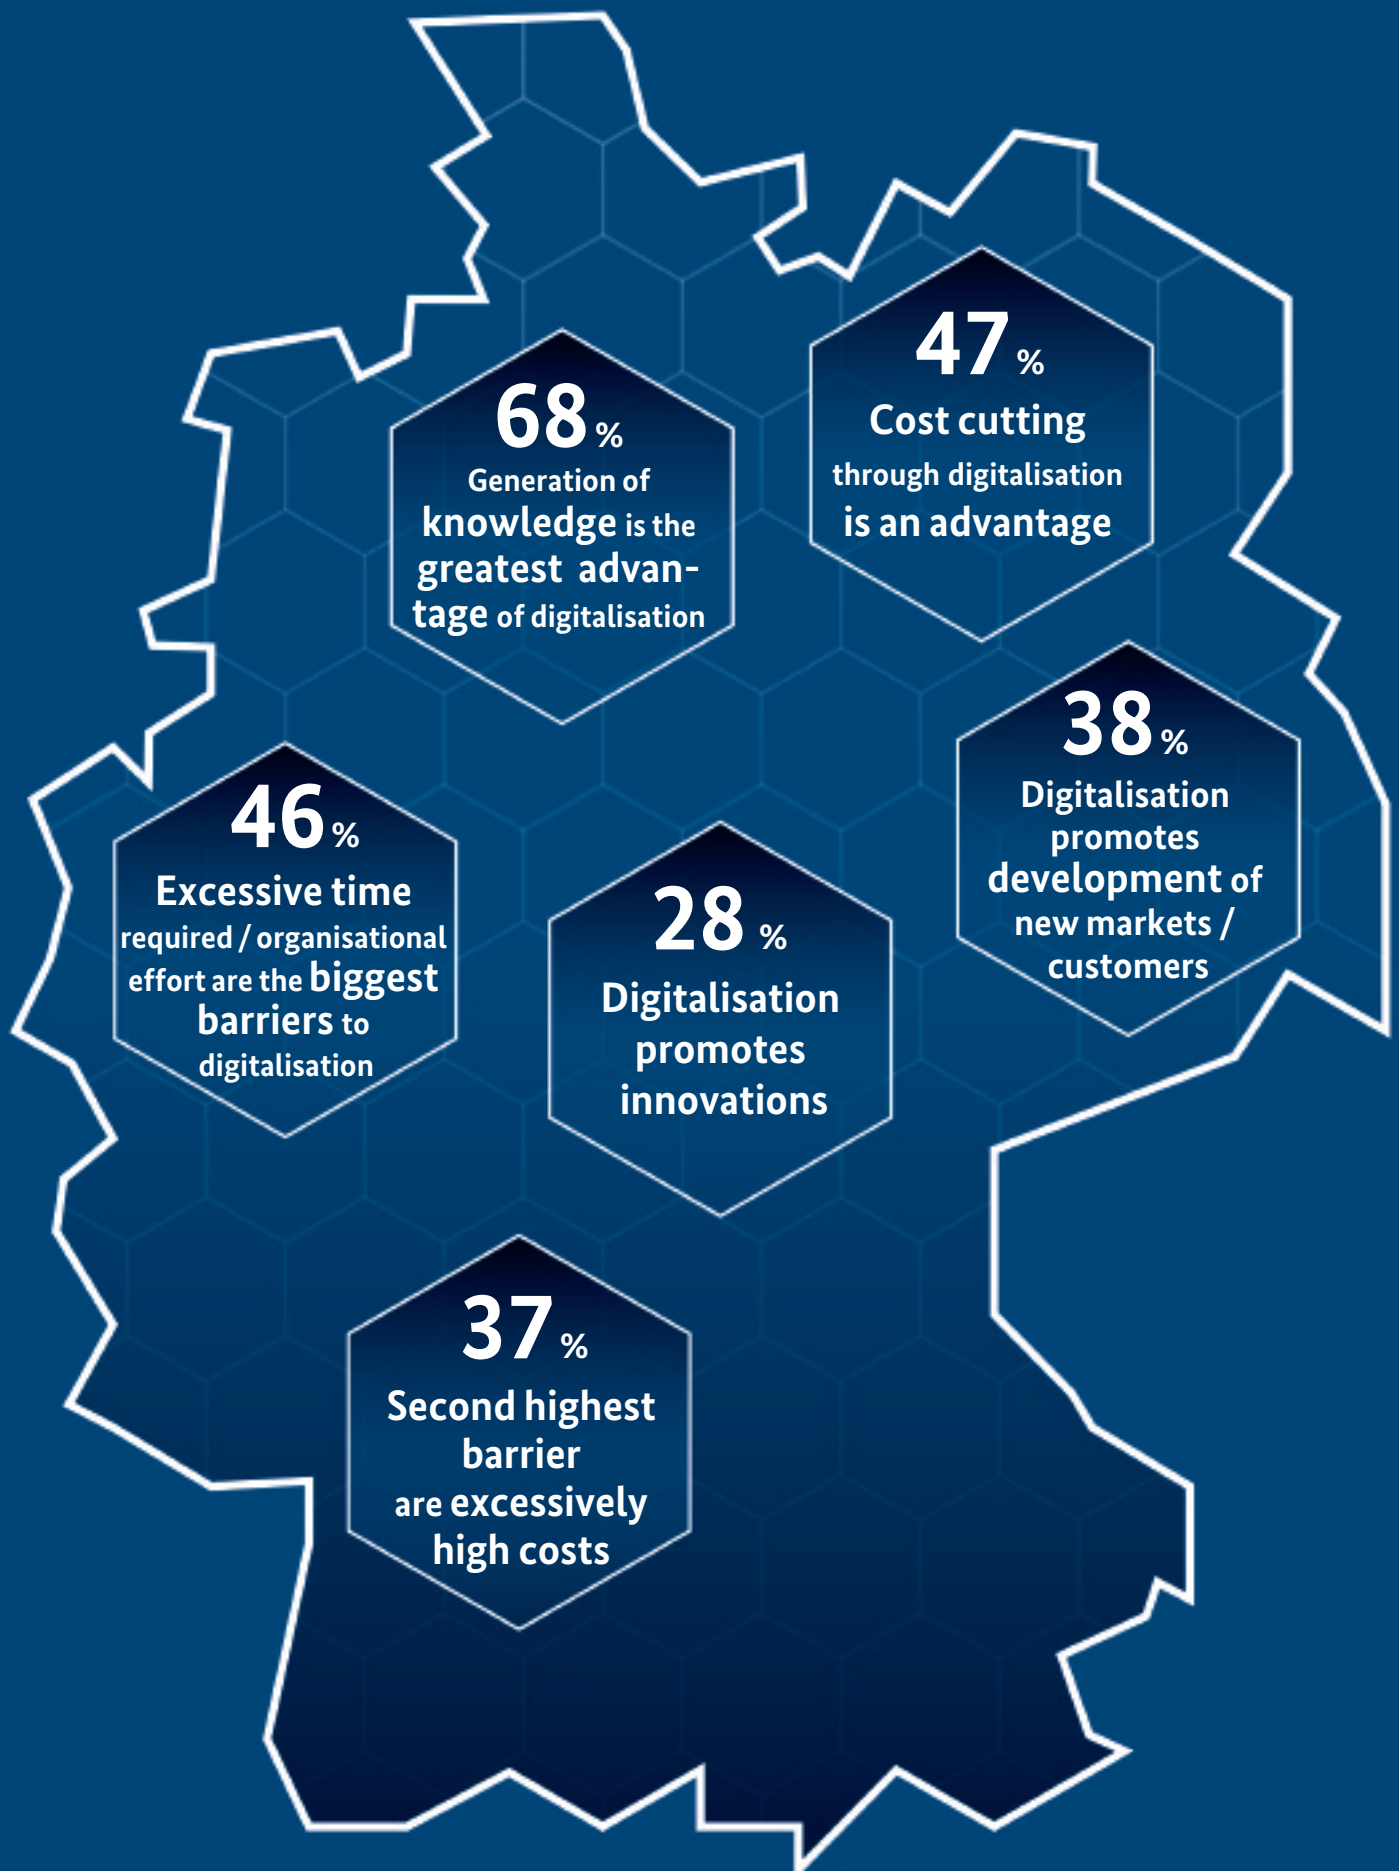 47 %
Cost cutting
through digitalisation
is an advantage
68 %
Generation of
knowledge is the
greatest advan-
tage of digitalisation
38 %
Digitalisation
promotes
development of
new markets /
customers
46 %
Excessive time
required / organisational
effort are the biggest
barriers to
digitalisation
28 %
Digitalisation
promotes
innovations
37 %
Second highest
barrier
are excessively
high costs